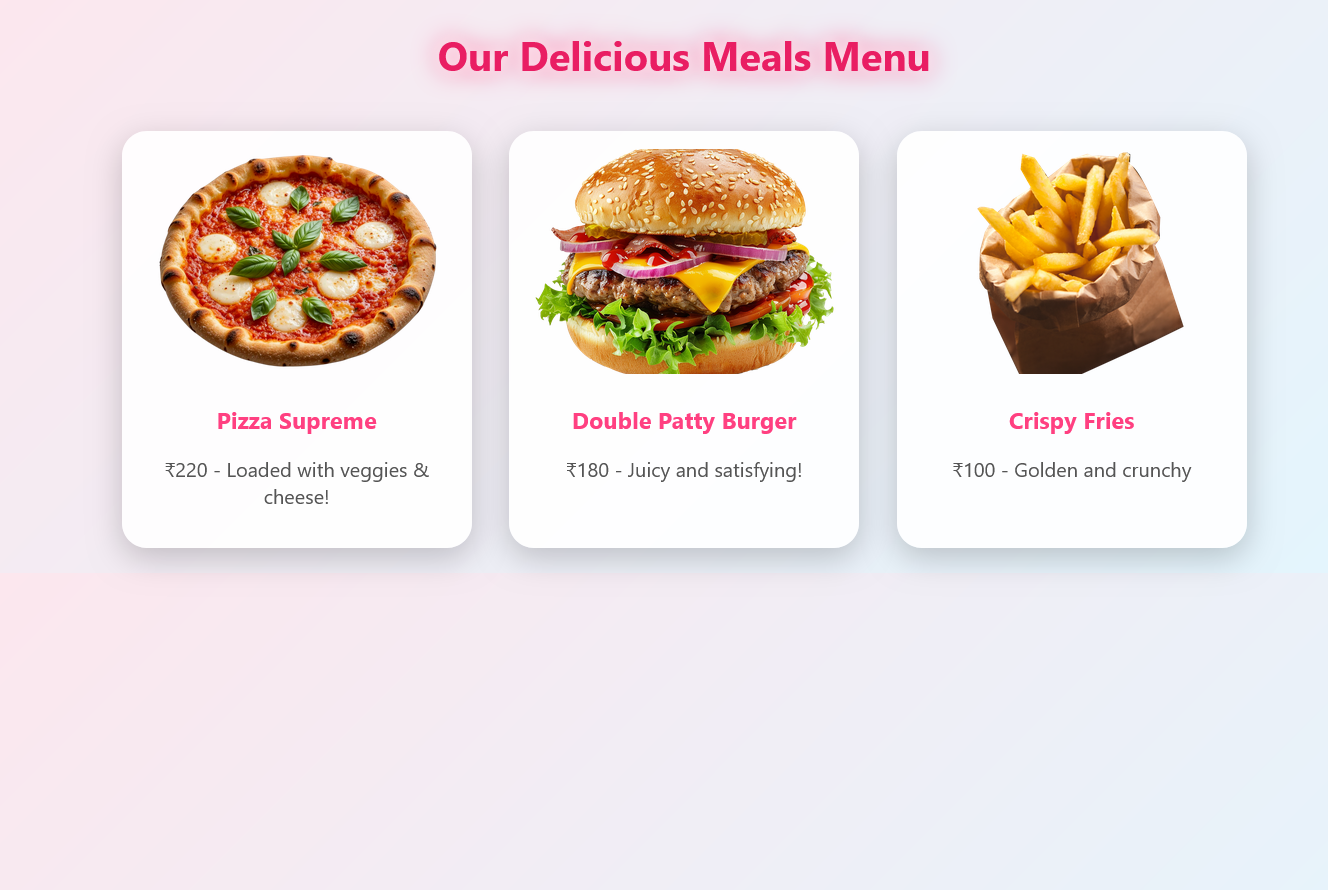 Our Delicious Meals Menu
Pizza Supreme
₹220 - Loaded with veggies &
cheese!
Double Patty Burger
₹180 - Juicy and satisfying!
Crispy Fries
₹100 - Golden and crunchy